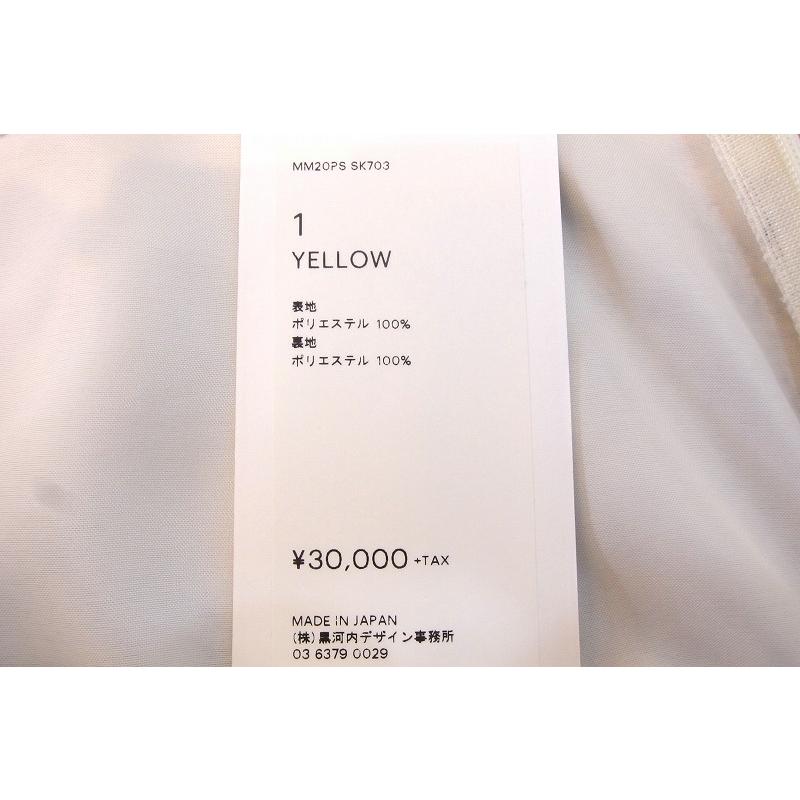 MM20PS SK703
1
YELLOW
表地
ポリエステル 100%
裏地
ポリエステル 100%
¥30,000 +TAX
MADE IN JAPAN
(株)黒河内デザイン事務所
03 6379 0029